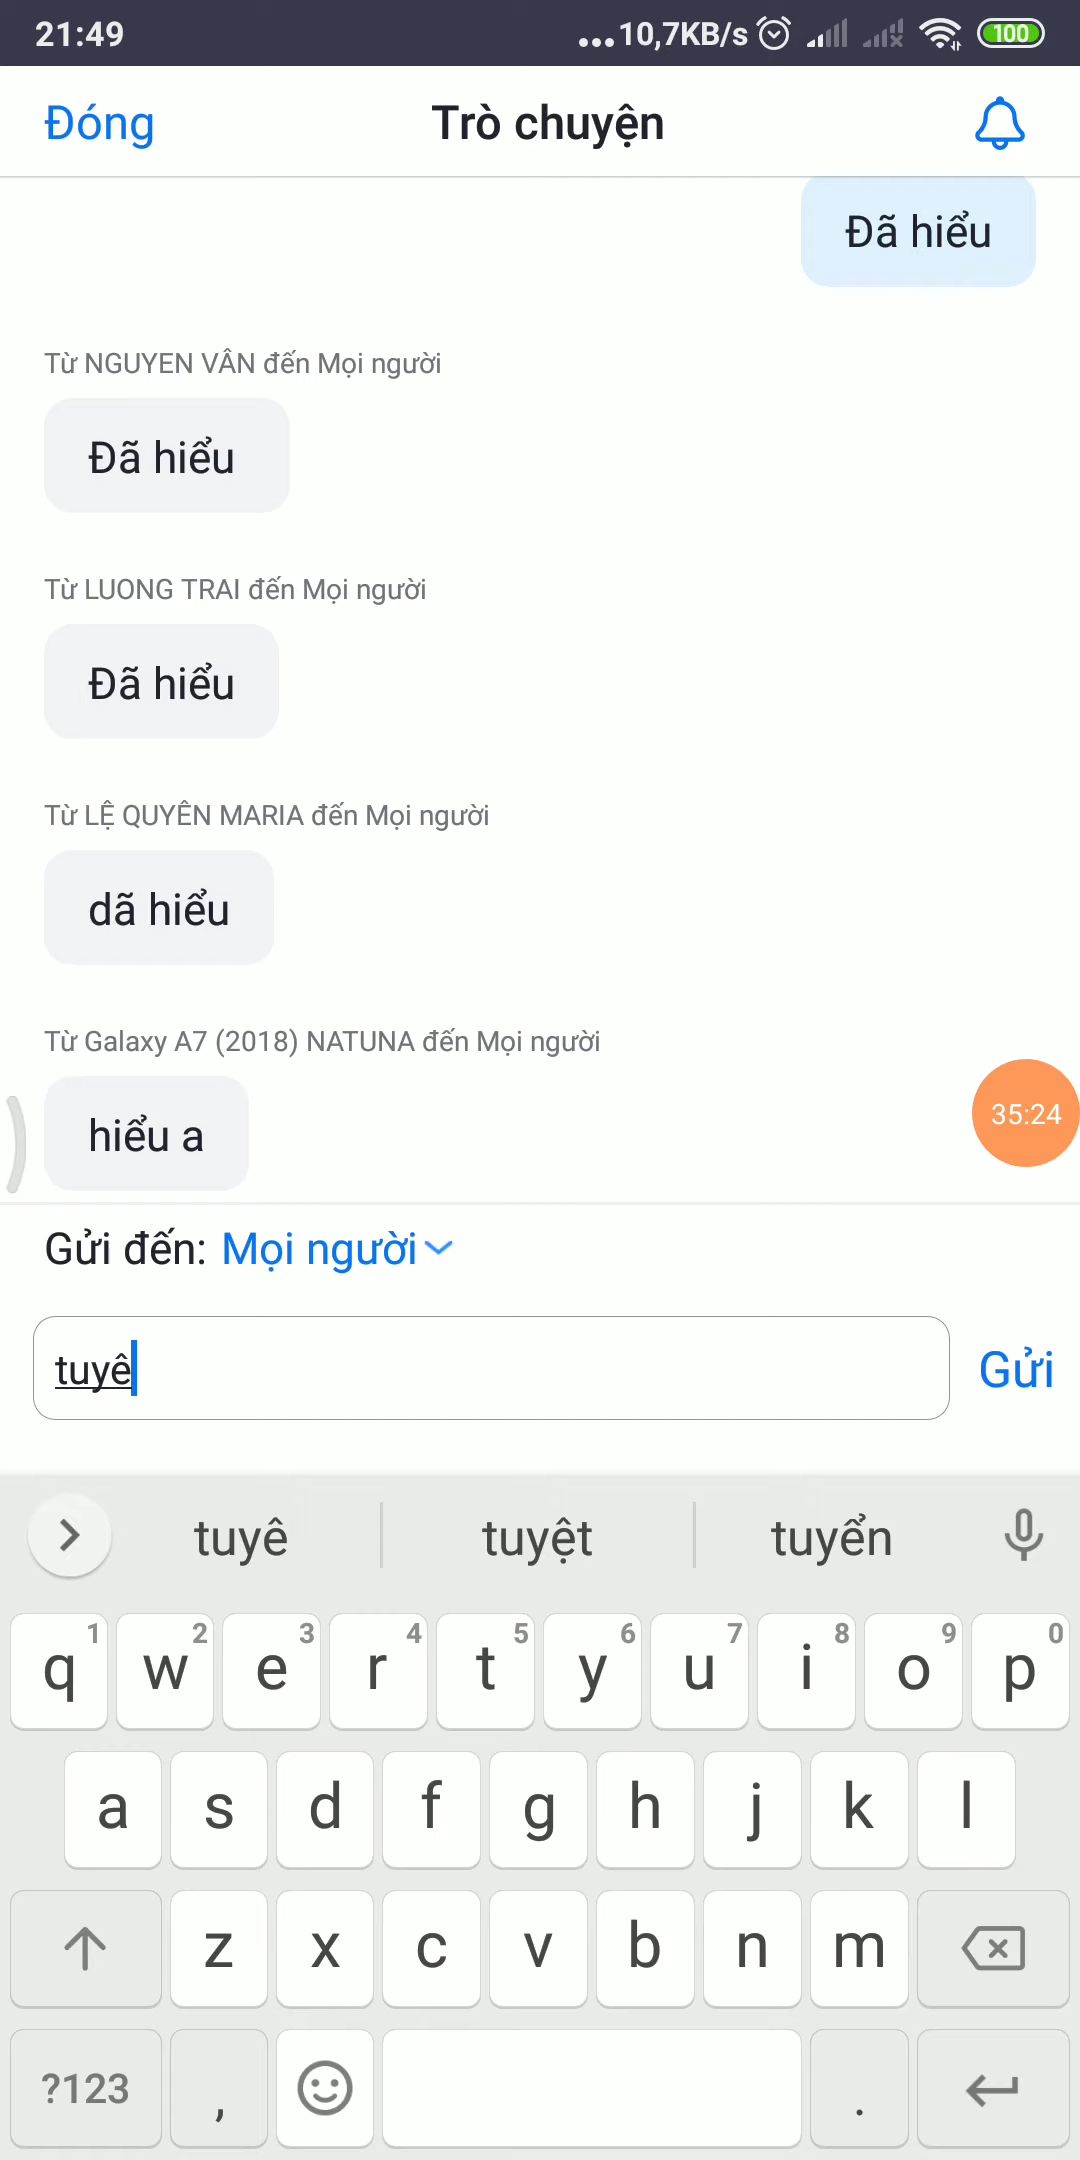 21:49 ...10,7KB/s 100
Đóng Trò chuyện
Đã hiểu
Từ NGUYEN VÂN đến Mọi người
Đã hiểu
Từ LUONG TRAI đến Mọi người
Đã hiểu
Từ LỆ QUYÊN MARIA đến Mọi người
dã hiểu
Từ Galaxy A7 (2018) NATUNA đến Mọi người
hiểu a
35:24
Gửi đến: Mọi người
tuyê Gửi
tuyê tuyệt tuyển
1 2 3 4 5 6 7 8 9 0
q w e r t y u i o p
a s d f g h j k l
z x c v b n m
?123 , .